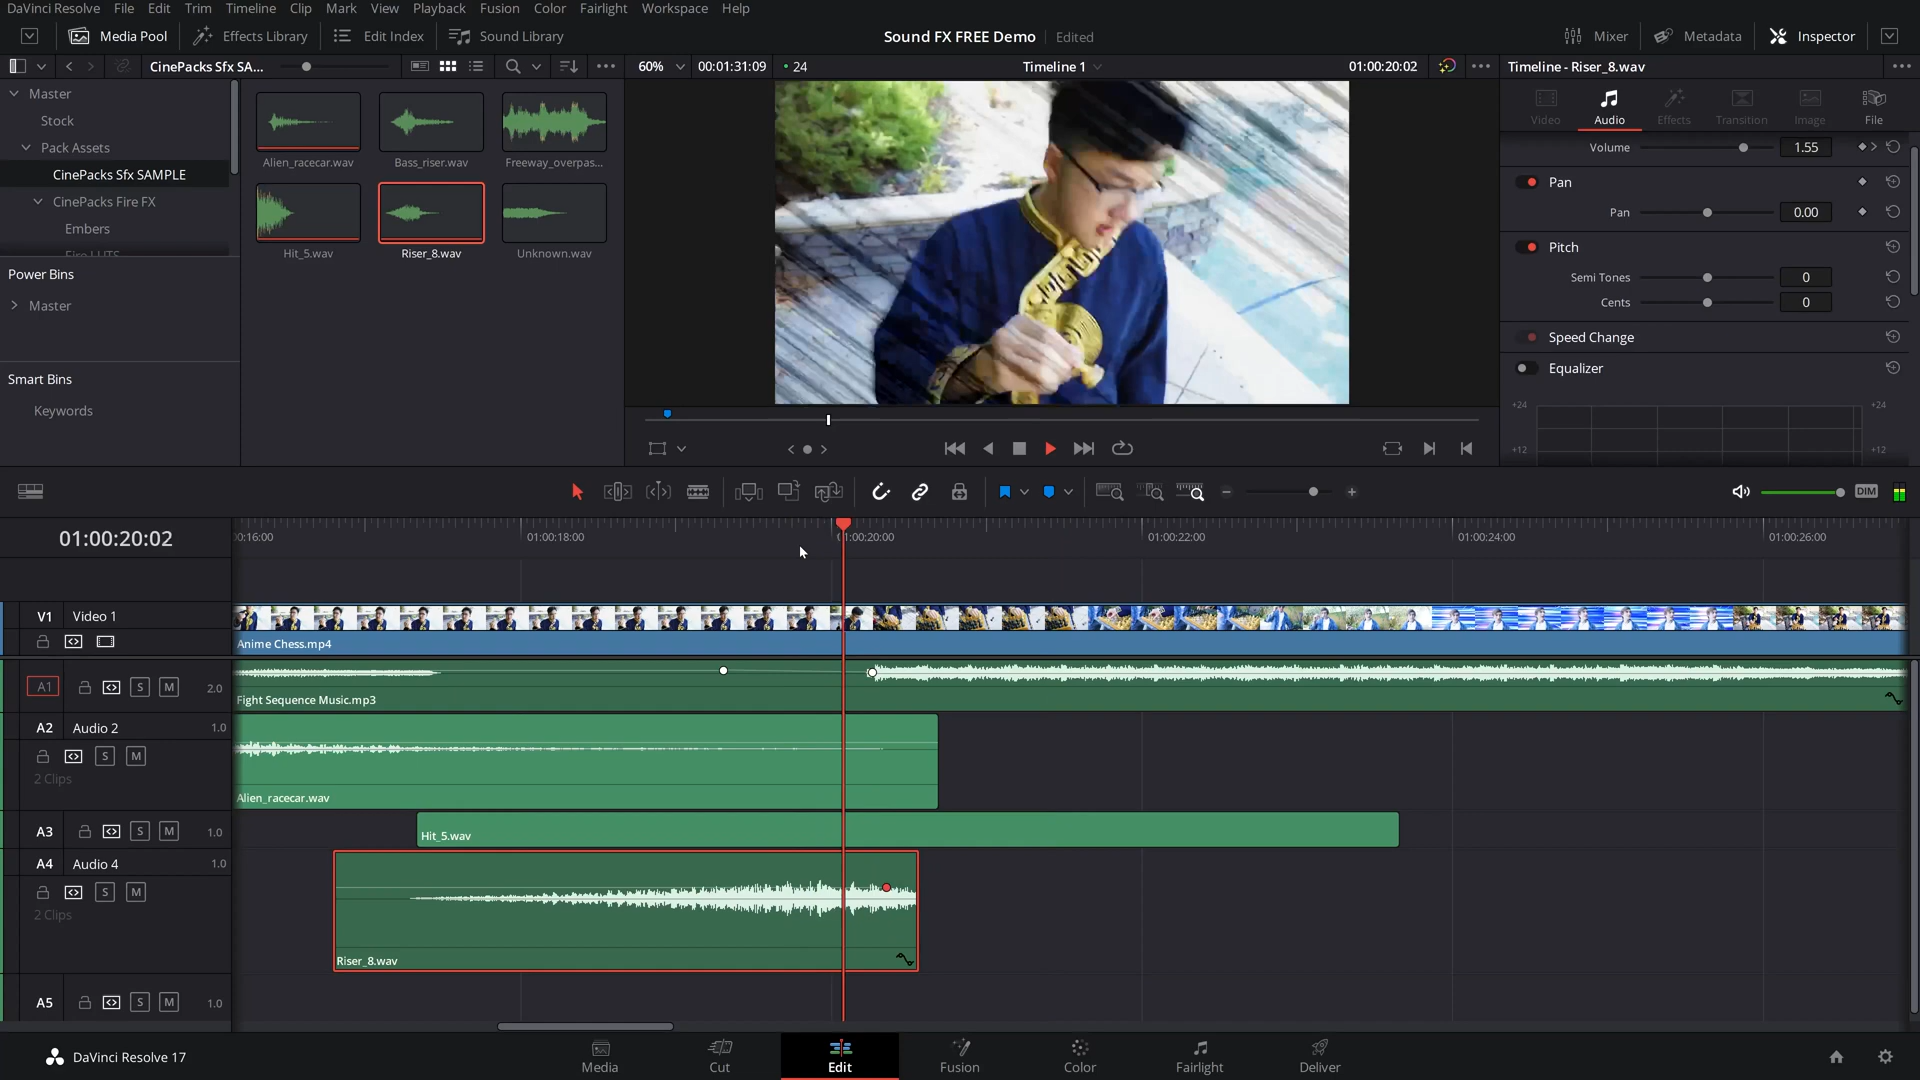 DaVinci Resolve File Edit Trim Timeline Clip Mark View Playback Fusion Color Fairlight Workspace Help
Media Pool Effects Library Edit Index Sound Library Sound FX FREE Demo Edited Mixer Metadata Inspector
CinePacks Sfx SA... 60% 00:01:31:09 24 Timeline 1 01:00:20:02 Timeline - Riser_8.wav
Master
Stock
Pack Assets
CinePacks Sfx SAMPLE
CinePacks Fire FX
Embers
Fire LUTS
Power Bins
Master
Smart Bins
Keywords
Alien_racecar.wav Bass_riser.wav Freeway_overpas...
Hit_5.wav Riser_8.wav Unknown.wav
Video Audio Effects Transition Image File
Volume 1.55
Pan
Pan 0.00
Pitch
Semi Tones 0
Cents 0
Speed Change
Equalizer
+24 +24
+12 +12
DIM
01:00:20:02
0:16:00 01:00:18:00 01:00:20:00 01:00:22:00 01:00:24:00 01:00:26:00
V1 Video 1
Anime Chess.mp4
A1 S M 2.0
Fight Sequence Music.mp3
A2 Audio 2 1.0
S M
2 Clips
Alien_racecar.wav
A3 S M 1.0
Hit_5.wav
A4 Audio 4 1.0
S M
2 Clips
Riser_8.wav
A5 S M 1.0
DaVinci Resolve 17
Media Cut Edit Fusion Color Fairlight Deliver